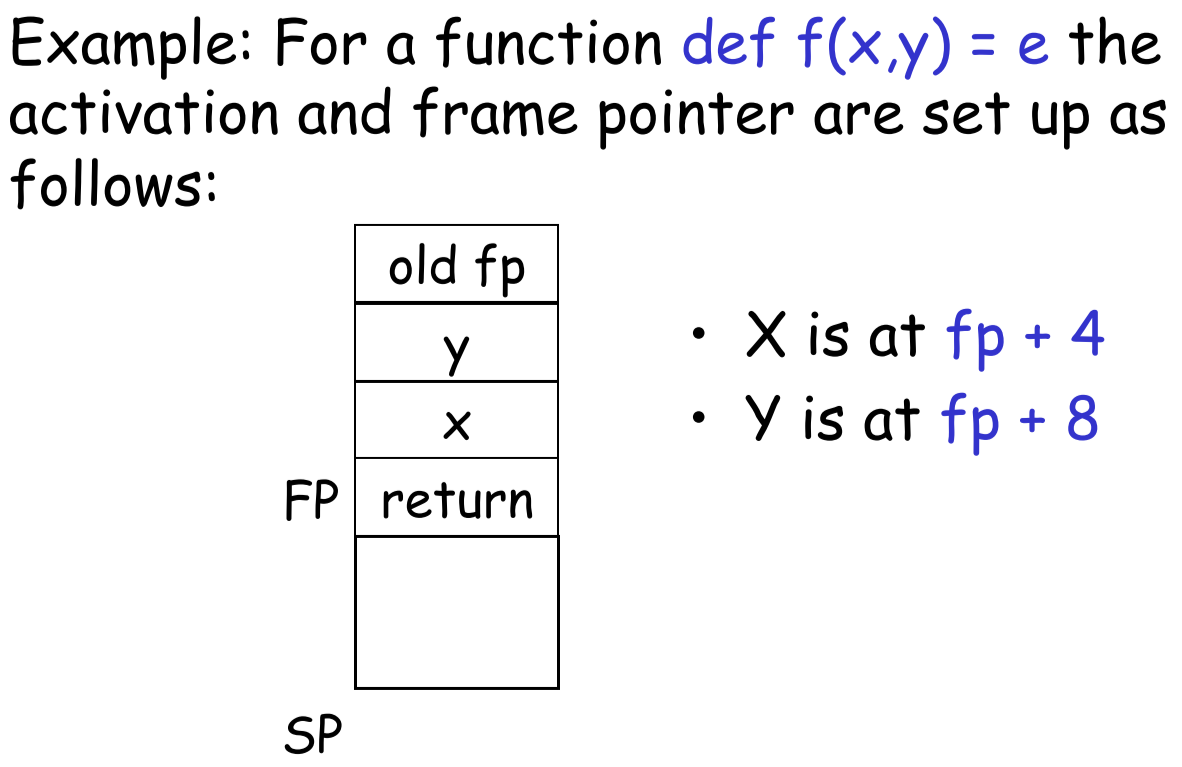 Example: For a function def f(x,y) = e the
activation and frame pointer are set up as
follows:
old fp
y
x
FP return
SP
• X is at fp + 4
• Y is at fp + 8